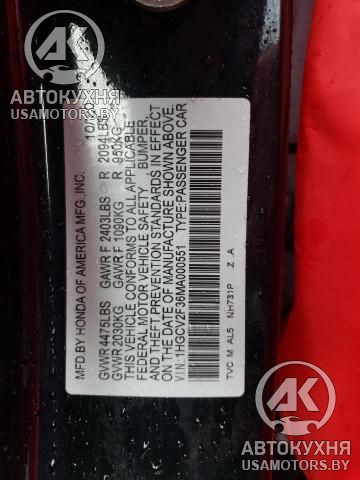 АВТОКУХНЯ
USAMOTORS.BY
MFD.BY HONDA OF AMERICA MFG.,INC. 10/
GVWR 4475LBS GAWR F 2403LBS R 2094LBS
GVWR 2030KG GAWR F 1090KG R 950KG
THIS VEHICLE CONFORMS TO ALL APPLICABLE
FEDERAL MOTOR VEHICLE SAFETY BUMPER
AND THEFT PREVENTION STANDARDS IN EFFECT
ON THE DATE OF MANUFACTURE SHOWN ABOVE.
V.I.N.:1HGCV2F36MA000551 TYPE:PASSENGER CAR
TVC M AL5 NH731P Z A
АВТОКУХНЯ
USAMOTORS.BY